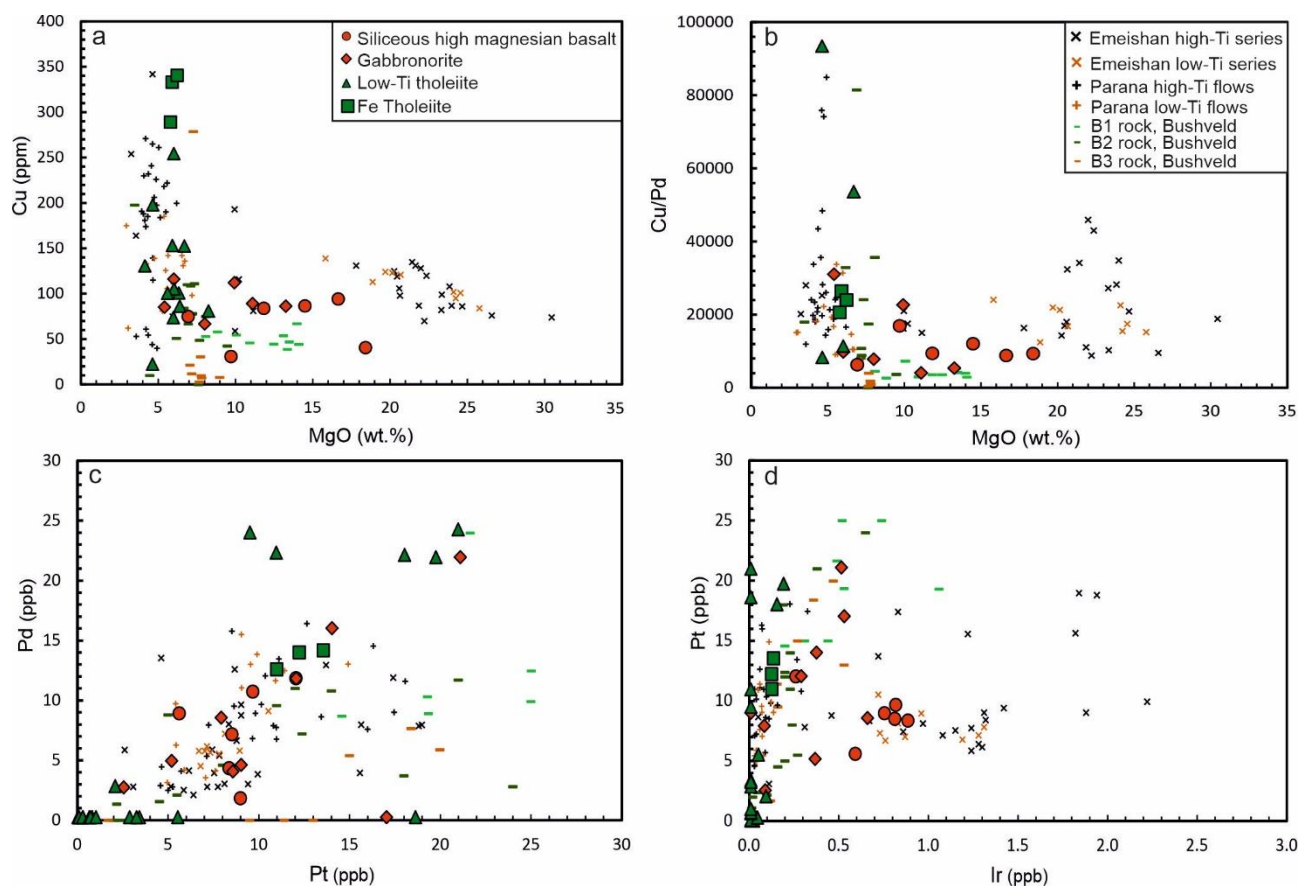 a
Cu (ppm)
400
350
300
250
200
150
100
50
0
0 5 10 15 20 25 30 35
MgO (wt.%)
Siliceous high magnesian basalt
Gabbronorite
Low-Ti tholeiite
Fe Tholeiite
b
Cu/Pd
100000
80000
60000
40000
20000
0
0 5 10 15 20 25 30 35
MgO (wt.%)
Emeishan high-Ti series
Emeishan low-Ti series
Parana high-Ti flows
Parana low-Ti flows
B1 rock, Bushveld
B2 rock, Bushveld
B3 rock, Bushveld
c
Pd (ppb)
30
25
20
15
10
5
0
0 5 10 15 20 25 30
Pt (ppb)
d
Pt (ppb)
30
25
20
15
10
5
0
0.0 0.5 1.0 1.5 2.0 2.5 3.0
Ir (ppb)